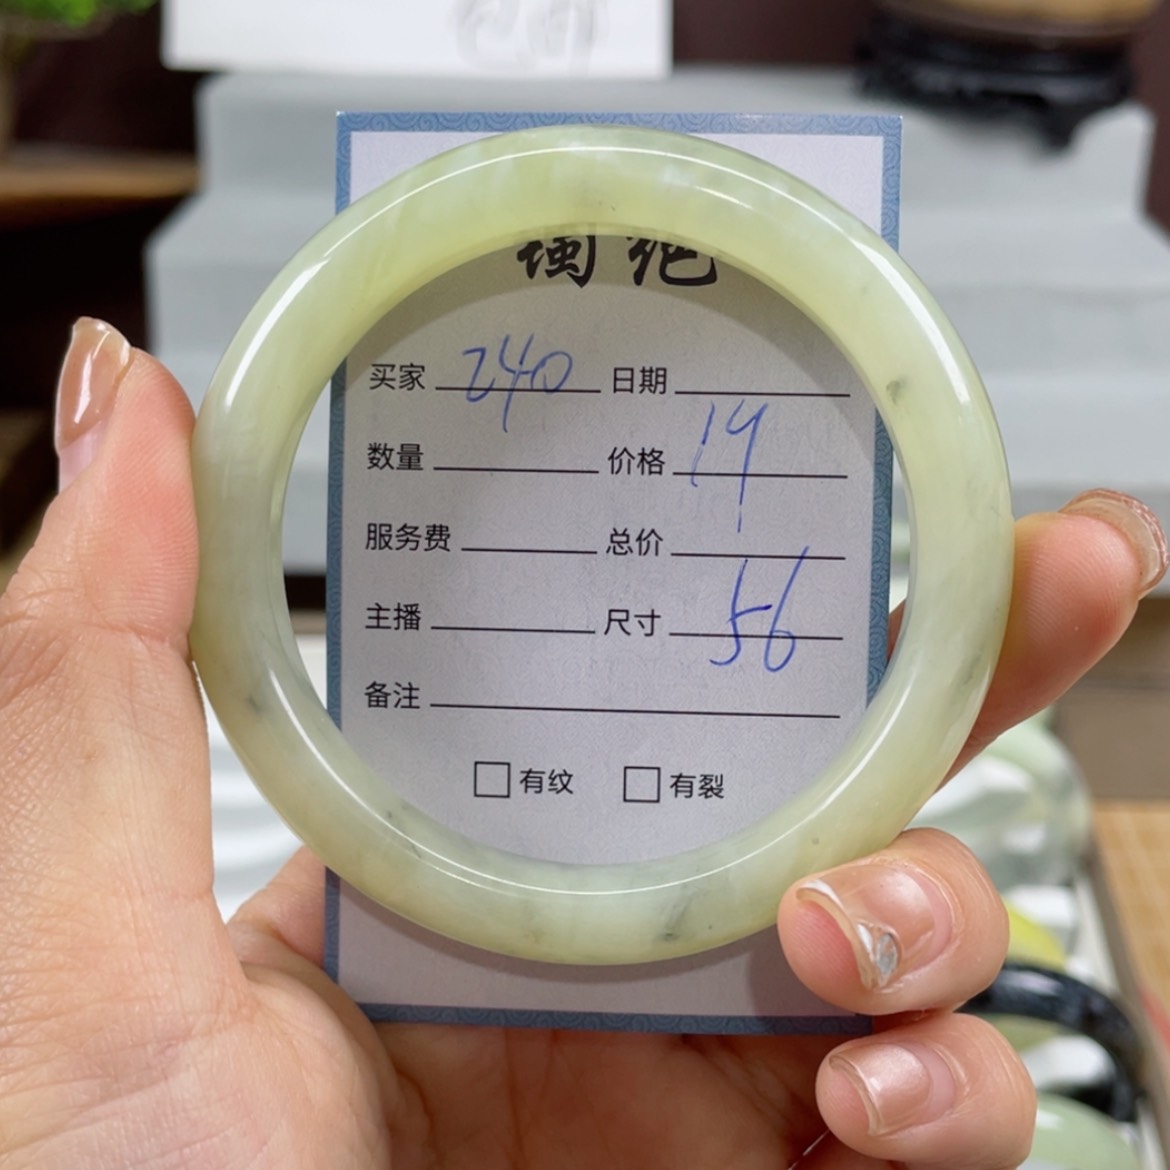 买家 240 日期
数量 价格 19
服务费 总价
主播 尺寸 56
备注
有纹 有裂